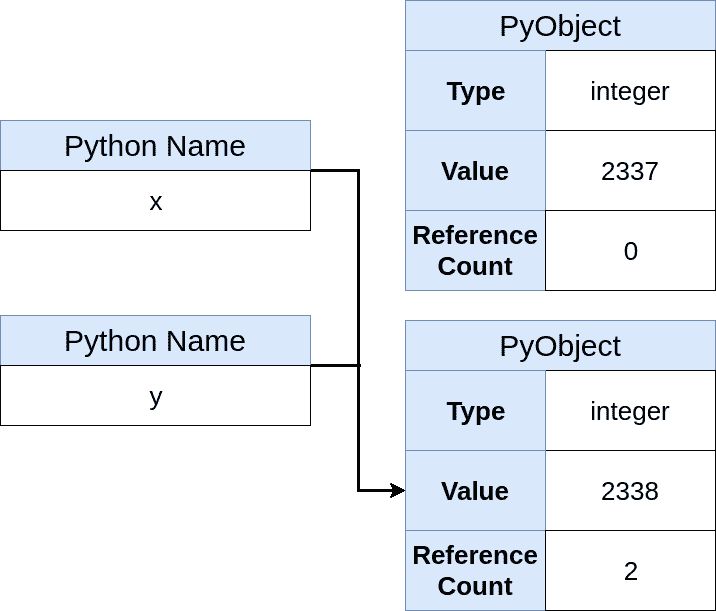 Python Name
x
Python Name
y
PyObject
Type integer
Value 2337
Reference
Count 0
PyObject
Type integer
Value 2338
Reference
Count 2